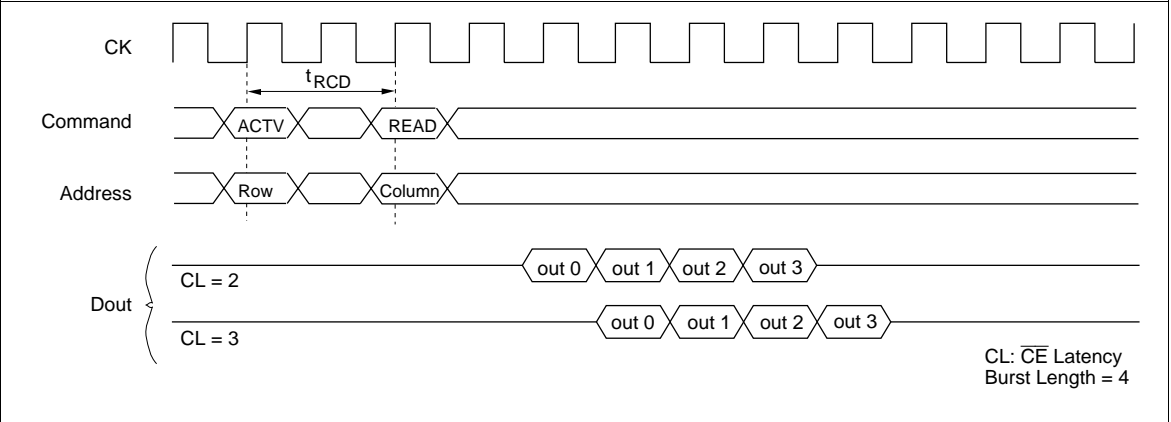 CK
tRCD
Command
ACTV
READ
Address
Row
Column
Dout
CL = 2
out 0 out 1 out 2 out 3
CL = 3
out 0 out 1 out 2 out 3
CL: C̅E̅ Latency
Burst Length = 4